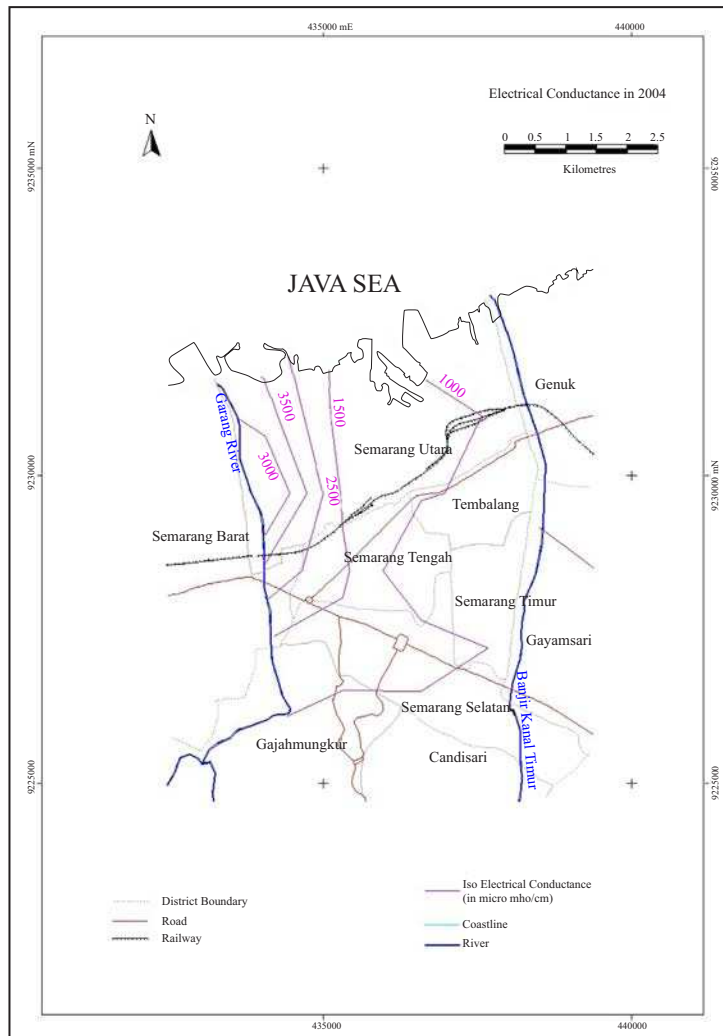 435000 mE
440000
Electrical Conductance in 2004
N
0 0.5 1 1.5 2 2.5
Kilometres
9235000 mN
9235000
JAVA SEA
Genuk
1000
3500
1500
Garang River
Semarang Utara
3000
2500
9230000
9230000 mN
Tembalang
Semarang Barat
Semarang Tengah
Semarang Timur
Gayamsari
Banjir Kanal Timur
Semarang Selatan
Gajahmungkur
Candisari
9225000
9225000
District Boundary
Road
Railway
Iso Electrical Conductance
(in micro mho/cm)
Coastline
River
435000
440000